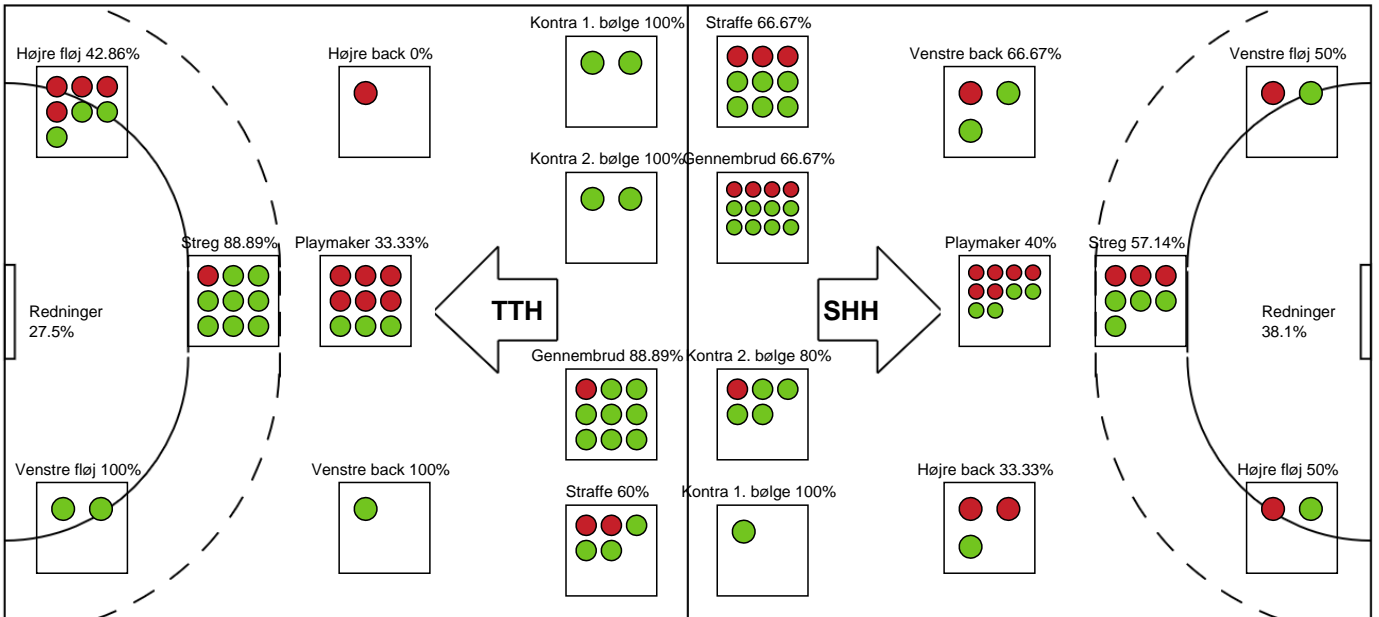 Kontra 1. bølge 100%
Straffe 66.67%
Højre fløj 42.86%
Højre back 0%
Venstre back 66.67%
Venstre fløj 50%
Kontra 2. bølge 100%
Gennembrud 66.67%
Streg 88.89%
Playmaker 33.33%
Playmaker 40%
Streg 57.14%
Redninger
27.5%
TTH
SHH
Redninger
38.1%
Gennembrud 88.89%
Kontra 2. bølge 80%
Venstre fløj 100%
Venstre back 100%
Højre back 33.33%
Højre fløj 50%
Straffe 60%
Kontra 1. bølge 100%